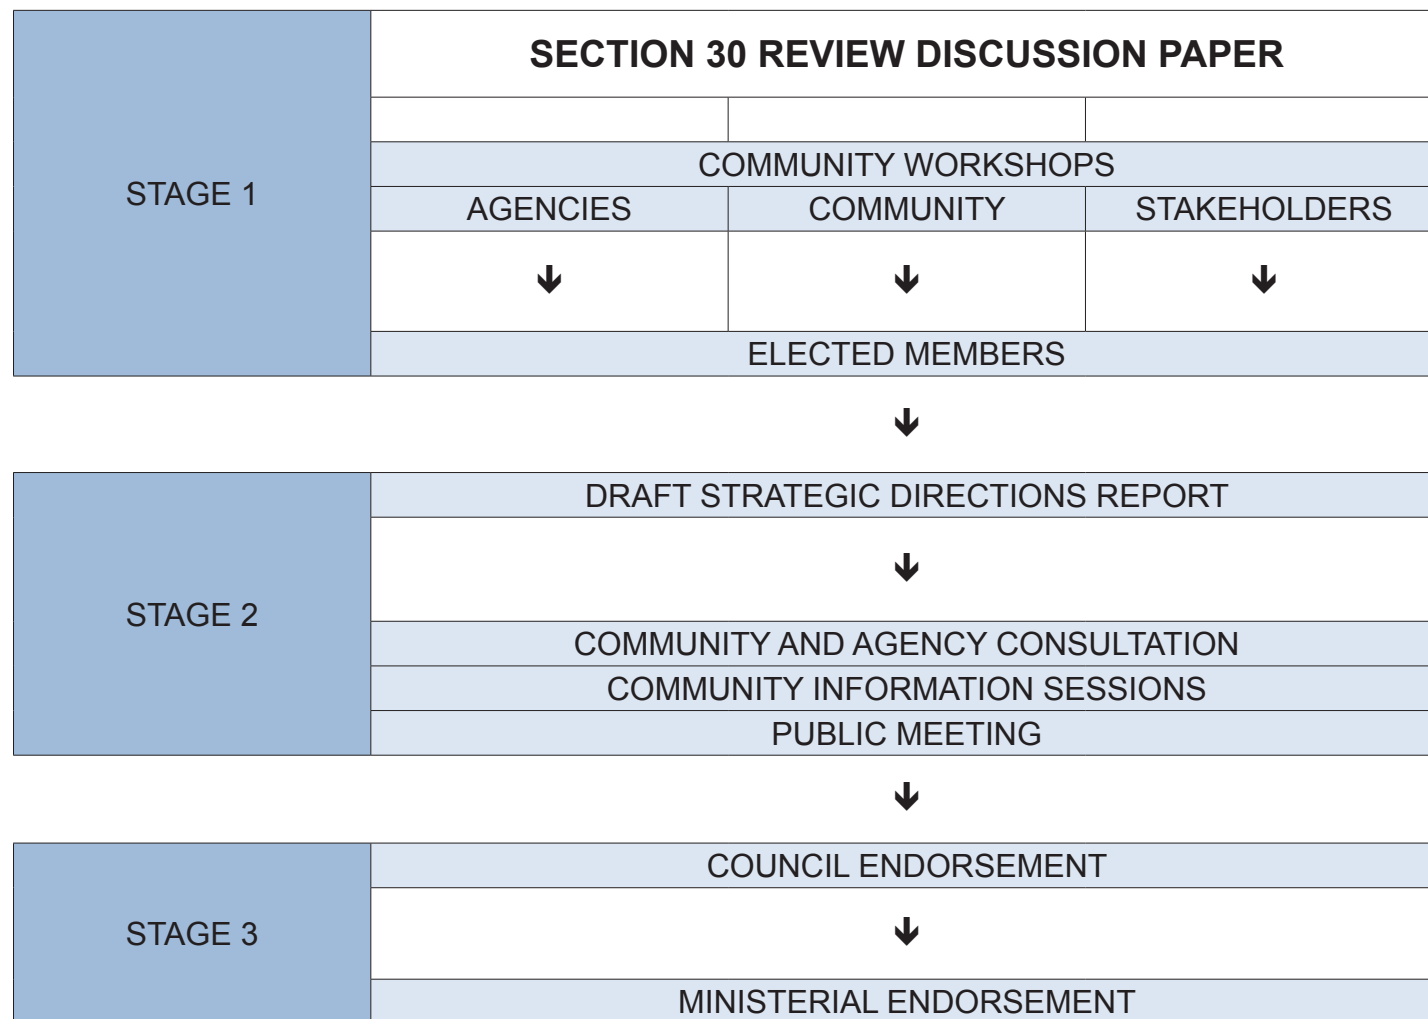 SECTION 30 REVIEW DISCUSSION PAPER
STAGE 1
COMMUNITY WORKSHOPS
AGENCIES
COMMUNITY
STAKEHOLDERS
ELECTED MEMBERS
STAGE 2
DRAFT STRATEGIC DIRECTIONS REPORT
COMMUNITY AND AGENCY CONSULTATION
COMMUNITY INFORMATION SESSIONS
PUBLIC MEETING
STAGE 3
COUNCIL ENDORSEMENT
MINISTERIAL ENDORSEMENT